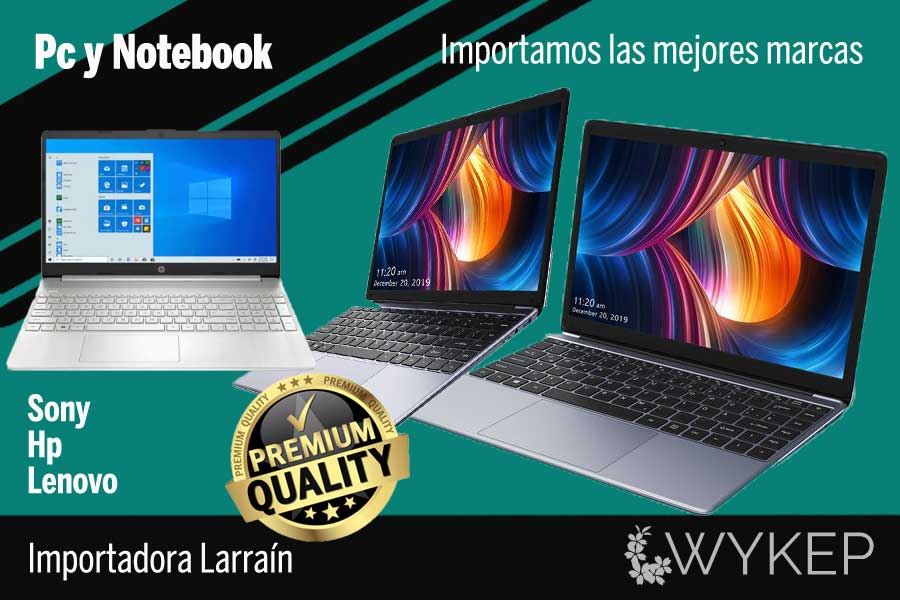 Pc y Notebook
Importamos las mejores marcas
11:20 am
December 20, 2019
11:20 am
December 20, 2019
hp
Sony
Hp
Lenovo
PREMIUM QUALITY
PREMIUM QUALITY
PREMIUM
QUALITY
Importadora Larraín
WYKEP